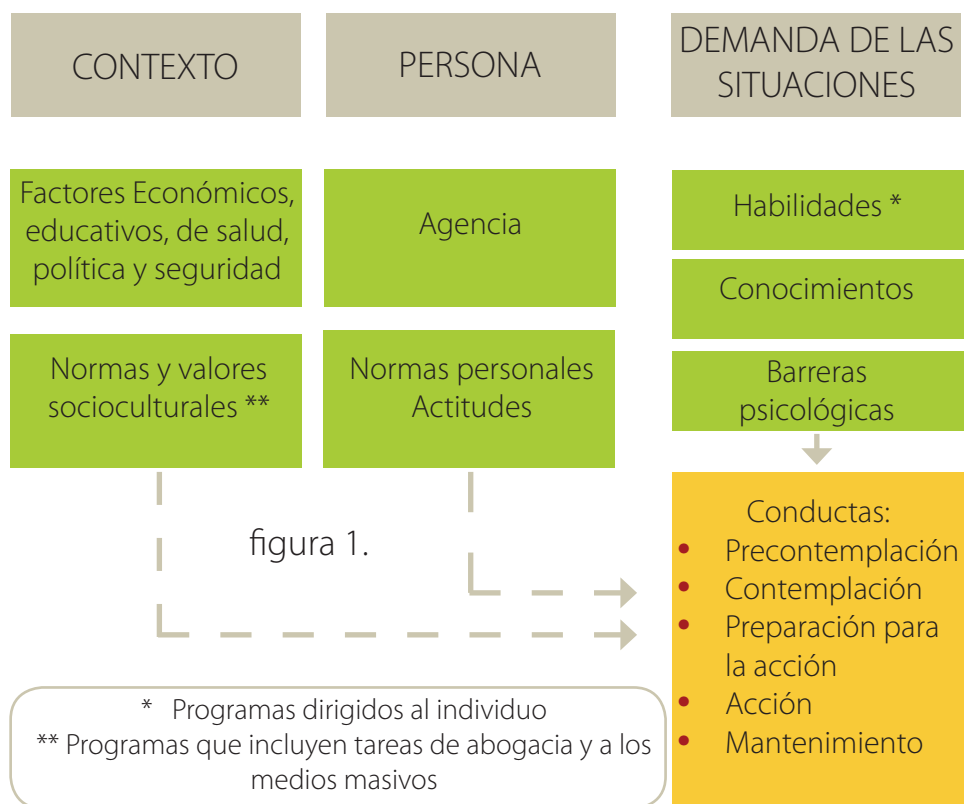 CONTEXTO
PERSONA
DEMANDA DE LAS
SITUACIONES
Factores Económicos,
educativos, de salud,
política y seguridad
Agencia
Habilidades *
Conocimientos
Normas y valores
socioculturales **
Normas personales
Actitudes
Barreras
psicológicas
figura 1.
Conductas:
• Precontemplación
• Contemplación
• Preparación para
la acción
• Acción
• Mantenimiento
* Programas dirigidos al individuo
** Programas que incluyen tareas de abogacia y a los
medios masivos